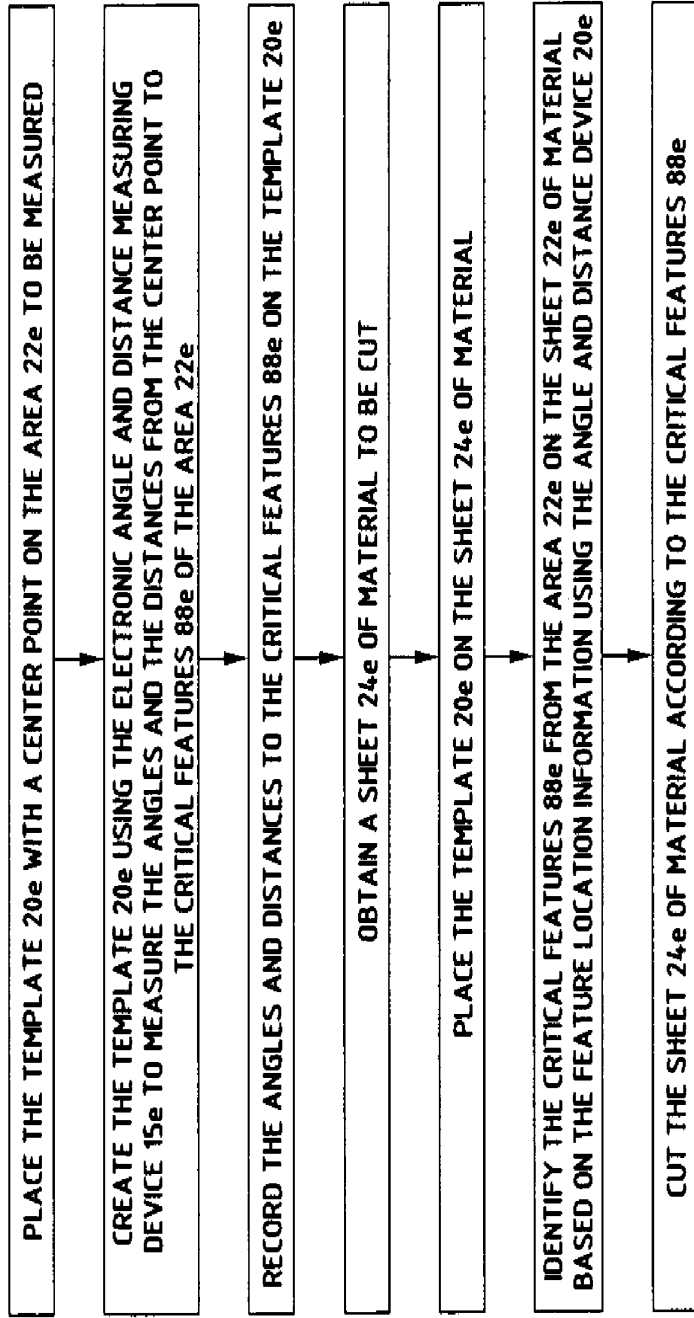 PLACE THE TEMPLATE 20e WITH A CENTER POINT ON THE AREA 22e TO BE MEASURED
CREATE THE TEMPLATE 20e USING THE ELECTRONIC ANGLE AND DISTANCE MEASURING
DEVICE 15e TO MEASURE THE ANGLES AND THE DISTANCES FROM THE CENTER POINT TO
THE CRITICAL FEATURES 88e OF THE AREA 22e
RECORD THE ANGLES AND DISTANCES TO THE CRITICAL FEATURES 88e ON THE TEMPLATE 20e
OBTAIN A SHEET 24e OF MATERIAL TO BE CUT
PLACE THE TEMPLATE 20e ON THE SHEET 24e OF MATERIAL
IDENTIFY THE CRITICAL FEATURES 88e FROM THE AREA 22e ON THE SHEET 22e OF MATERIAL
BASED ON THE FEATURE LOCATION INFORMATION USING THE ANGLE AND DISTANCE DEVICE 20e
CUT THE SHEET 24e OF MATERIAL ACCORDING TO THE CRITICAL FEATURES 88e